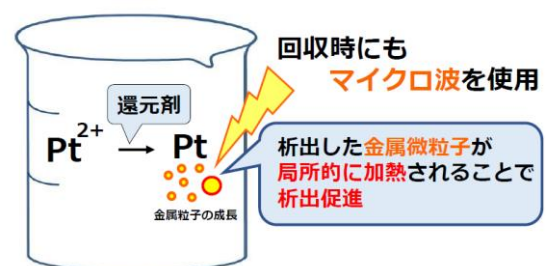 回収時にも
マイクロ波を使用
還元剤
Pt2+ → Pt
金属粒子の成長
析出した金属微粒子が
局所的に加熱されることで
析出促進